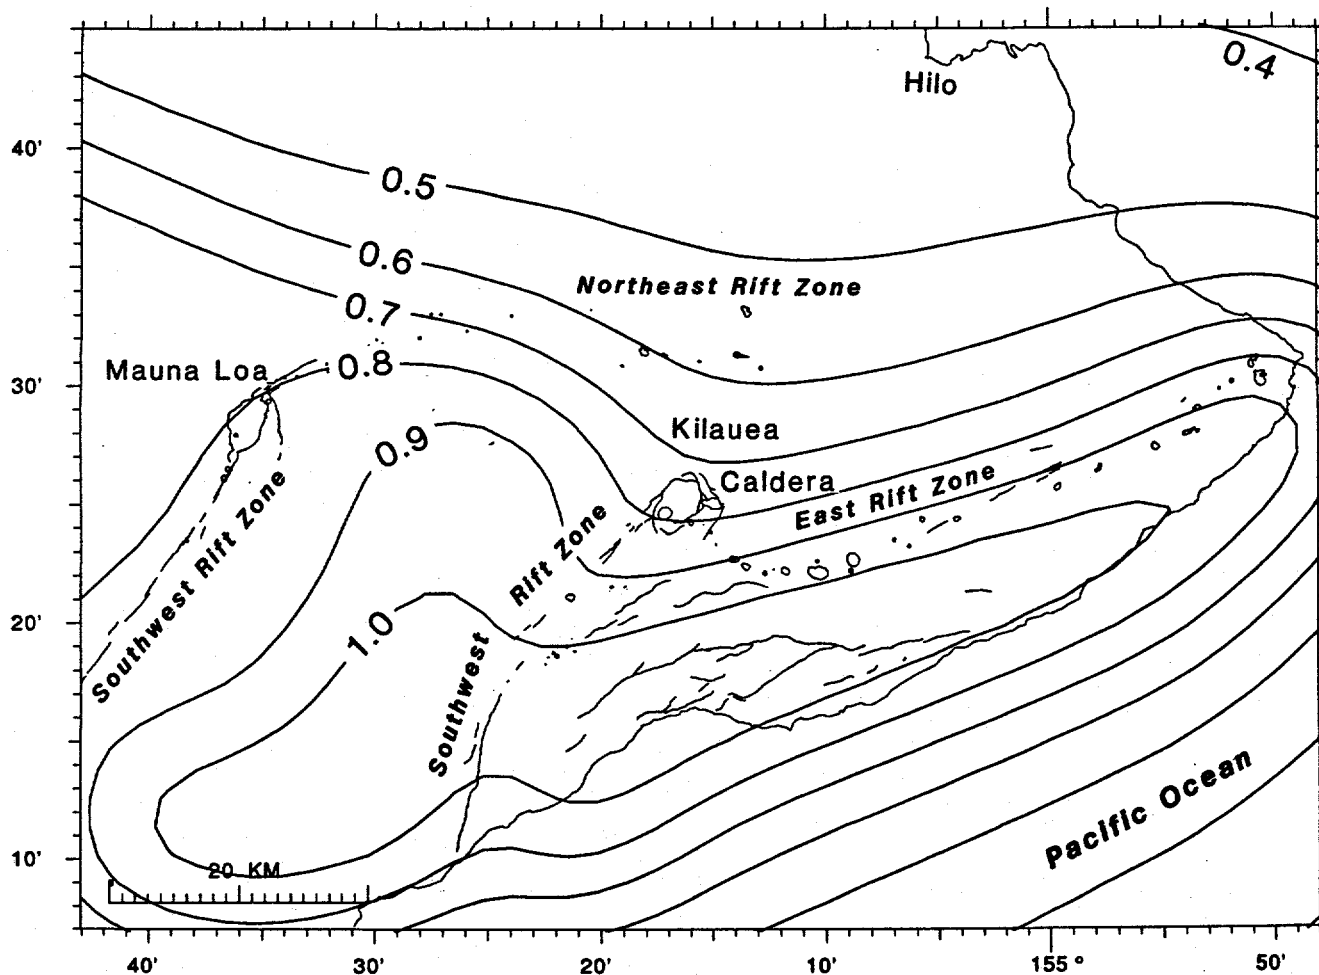 0.4
Hilo
40'
0.5
0.6
Northeast Rift Zone
0.7
Mauna Loa
0.8
30'
Kilauea
0.9
Caldera
East Rift Zone
Southwest Rift Zone
Rift Zone
20'
1.0
Southwest
Pacific Ocean
10'
20 KM
40'
30'
20'
10'
155°
50'